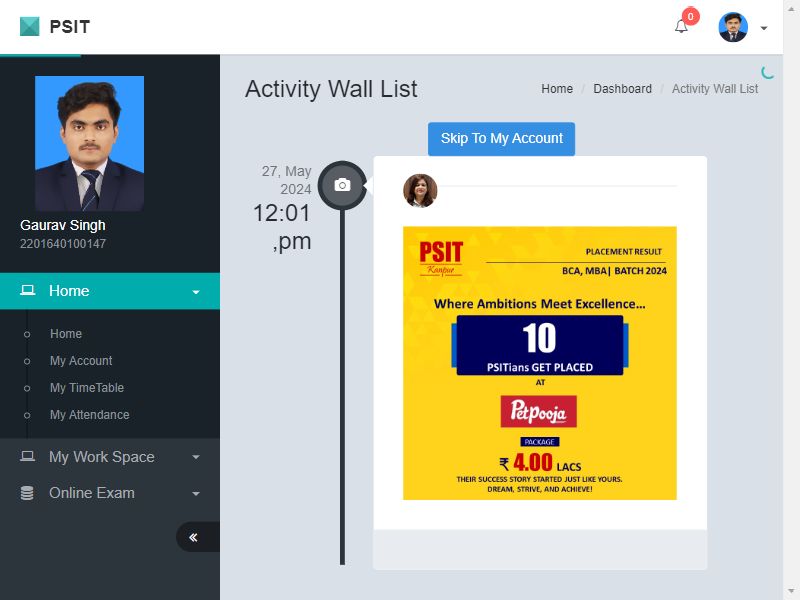 PSIT
0
Gaurav Singh
2201640100147
Home
Home
My Account
My TimeTable
My Attendance
My Work Space
Online Exam
Activity Wall List
Home / Dashboard / Activity Wall List
Skip To My Account
27, May
2024
12:01
,pm
PSIT
Kanpur
PLACEMENT RESULT
BCA, MBA| BATCH 2024
Where Ambitions Meet Excellence...
10
PSITians GET PLACED
AT
Petpooja
PACKAGE
₹ 4.00 LACS
THEIR SUCCESS STORY STARTED JUST LIKE YOURS.
DREAM, STRIVE, AND ACHIEVE!